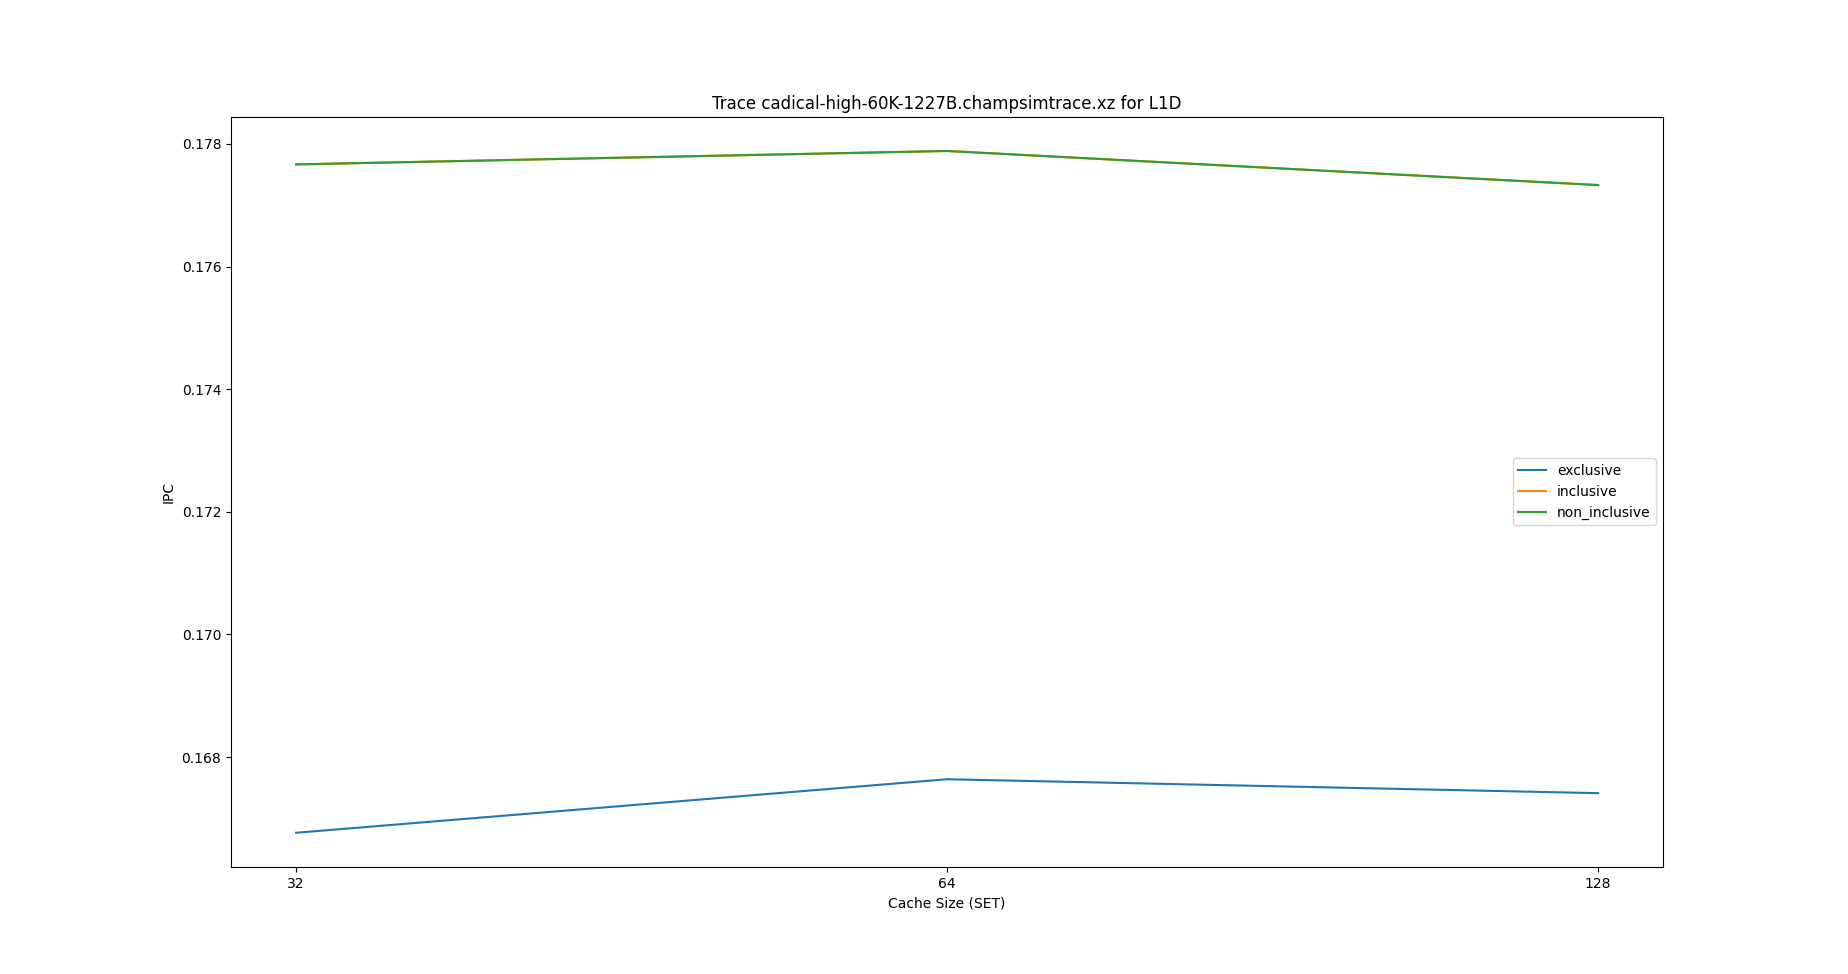 Trace cadical-high-60K-1227B.champsimtrace.xz for L1D
0.178
0.176
0.174
0.172
0.170
0.168
IPC
exclusive
inclusive
non_inclusive
32
64
128
Cache Size (SET)